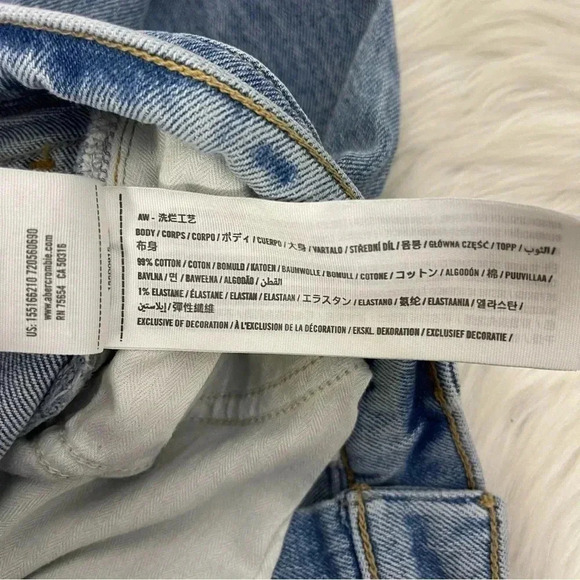 AW - 洗烂工艺
BODY / CORPS / CORPO / ボディ / CUERPO / 大身 / VARTALO / STŘEDNÍ DÍL / 몸통 / GŁÓWNA CZĘŚĆ / TOPP / الثوب /
布身
99% COTTON / COTON / BOMULD / KATOEN / BAUMWOLLE / BOMULL / COTONE / コットン / ALGODÓN / 棉 / PUUVILLAA /
BAVLNA / 면 / BAWEŁNA / ALGODÃO / القطن /
1% ELASTANE / ÉLASTANE / ELASTAN / ELASTAAN / エラスタン / ELASTANO / 氨纶 / ELASTAANIA / 엘라스탄 /
إيلاستين / 彈性纖維
EXCLUSIVE OF DECORATION / À L'EXCLUSION DE LA DÉCORATION / EKSKL. DEKORATION / EXCLUSIEF DECORATIE /
US: 155166210 720560690
www.abercrombie.com
RN 75654 CA 50316